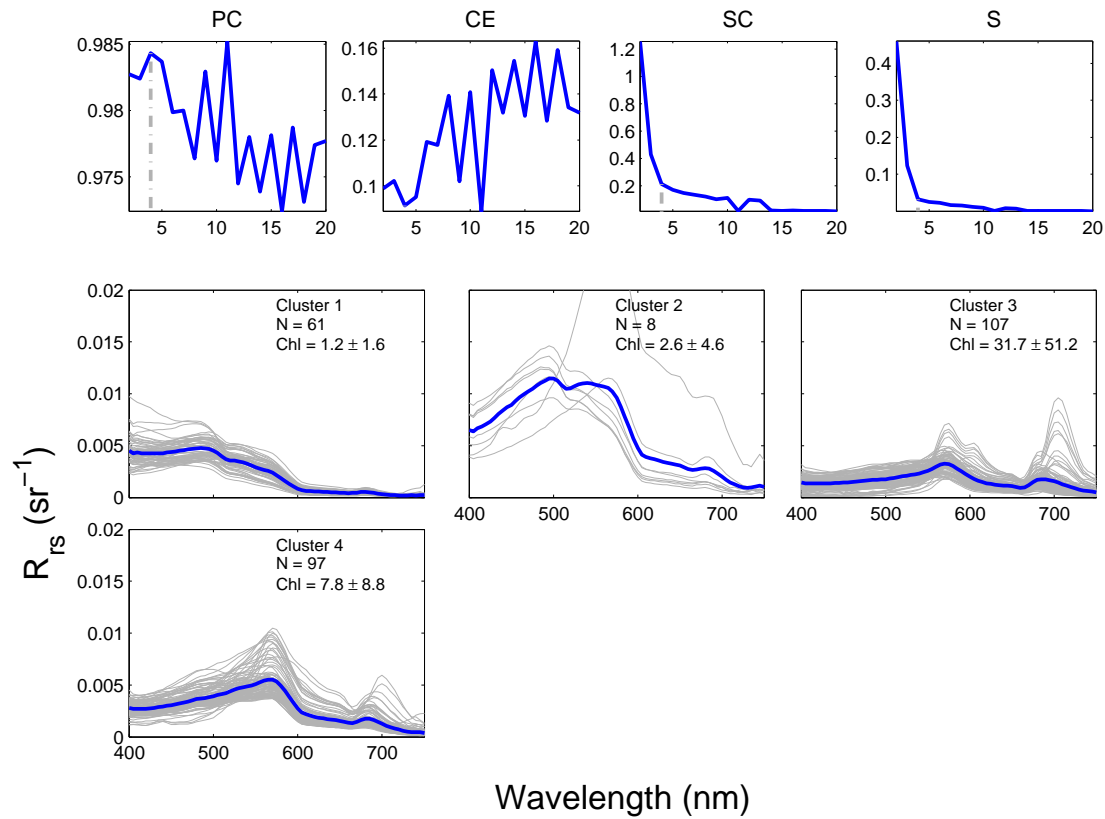 PC CE SC S
0.985 0.98 0.975
5 10 15 20
0.16 0.14 0.12 0.1
5 10 15 20
1.2 1 0.8 0.6 0.4 0.2
5 10 15 20
0.4 0.3 0.2 0.1
5 10 15 20
R_rs (sr⁻¹)
0.02 0.015 0.01 0.005 0
Cluster 1
N = 61
Chl = 1.2 ± 1.6
400 500 600 700
Cluster 2
N = 8
Chl = 2.6 ± 4.6
400 500 600 700
Cluster 3
N = 107
Chl = 31.7 ± 51.2
400 500 600 700
0.02 0.015 0.01 0.005 0
Cluster 4
N = 97
Chl = 7.8 ± 8.8
400 500 600 700
Wavelength (nm)